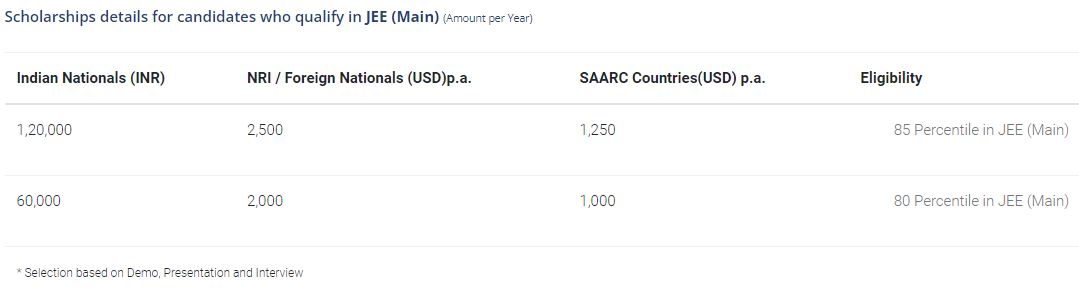 Scholarships details for candidates who qualify in JEE (Main) (Amount per Year)
Indian Nationals (INR) NRI / Foreign Nationals (USD)p.a. SAARC Countries(USD) p.a. Eligibility
1,20,000 2,500 1,250 85 Percentile in JEE (Main)
60,000 2,000 1,000 80 Percentile in JEE (Main)
* Selection based on Demo, Presentation and Interview